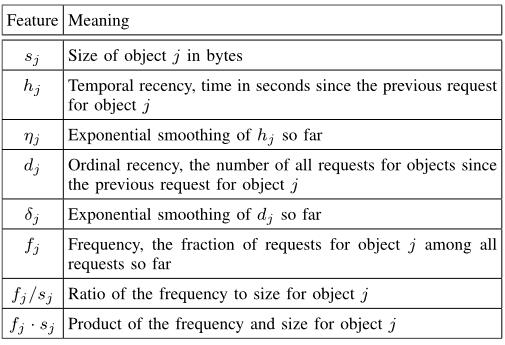 Feature Meaning
s_j Size of object j in bytes
h_j Temporal recency, time in seconds since the previous request
for object j
η_j Exponential smoothing of h_j so far
d_j Ordinal recency, the number of all requests for objects since
the previous request for object j
δ_j Exponential smoothing of d_j so far
f_j Frequency, the fraction of requests for object j among all
requests so far
f_j/s_j Ratio of the frequency to size for object j
f_j · s_j Product of the frequency and size for object j